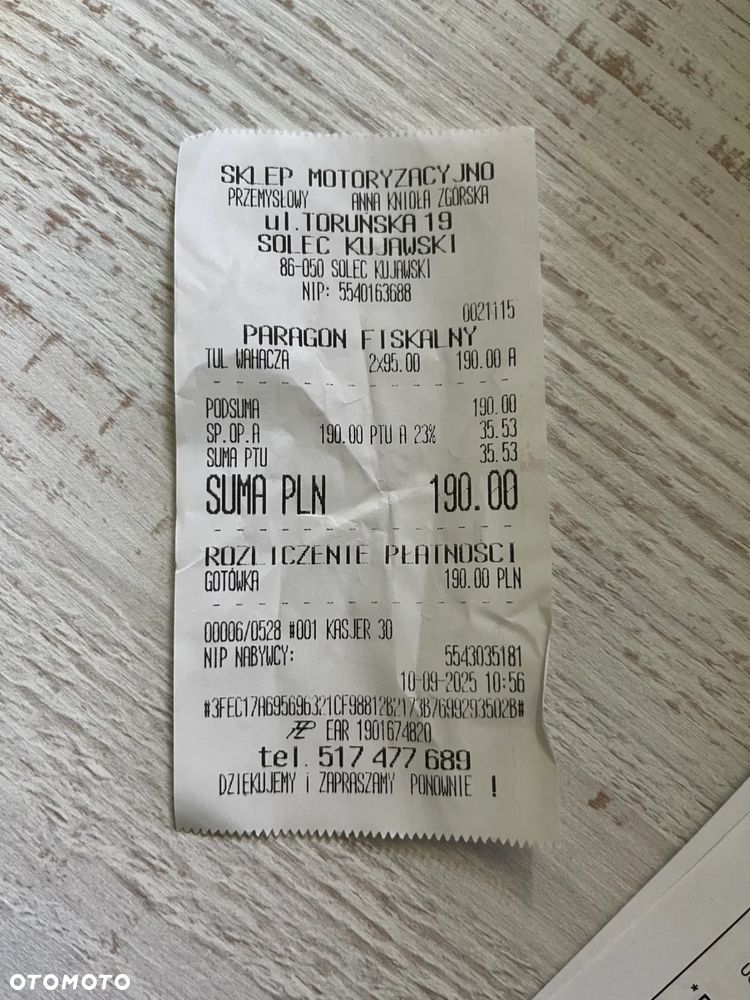 SKLEP MOTORYZACYJNO
PRZEMYSŁOWY ANNA KNIOŁA ZGÓRSKA
ul.TORUŃSKA 19
SOLEC KUJAWSKI
86-050 SOLEC KUJAWSKI
NIP: 5540163688
0021115
PARAGON FISKALNY
TUL WAHACZA 2x95.00 190.00 A
PODSUMA 190.00
SP.OP.A 190.00 PTU A 23% 35.53
SUMA PTU 35.53
SUMA PLN 190.00
ROZLICZENIE PŁATNOŚCI
GOTÓWKA 190.00 PLN
00006/0528 #001 KASJER 30
NIP NABYWCY: 5543035181
10-09-2025 10:56
#3FEC17A695696321CF98812B2173B7699293502B#
EAR 1901674820
tel. 517 477 689
DZIĘKUJEMY i ZAPRASZAMY PONOWNIE !
OTOMOTO